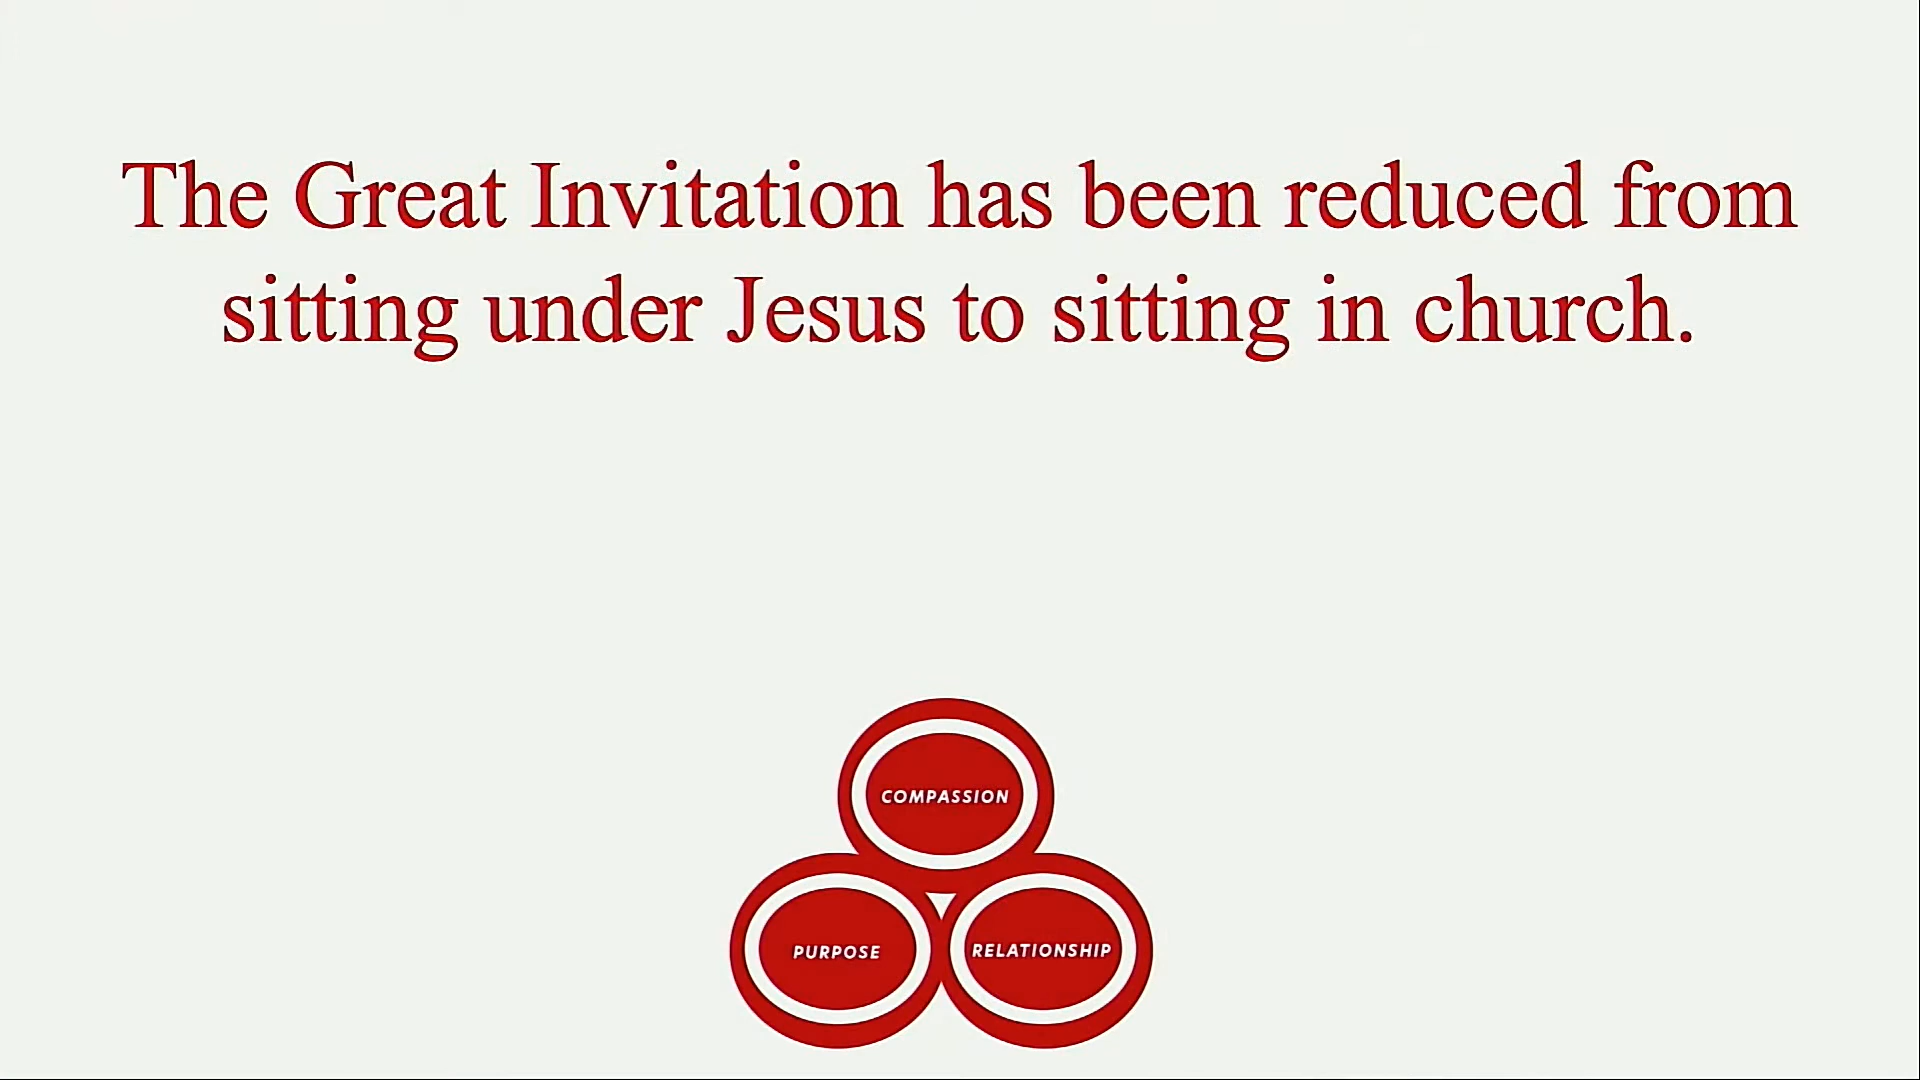 The Great Invitation has been reduced from
sitting under Jesus to sitting in church.
COMPASSION
PURPOSE
RELATIONSHIP